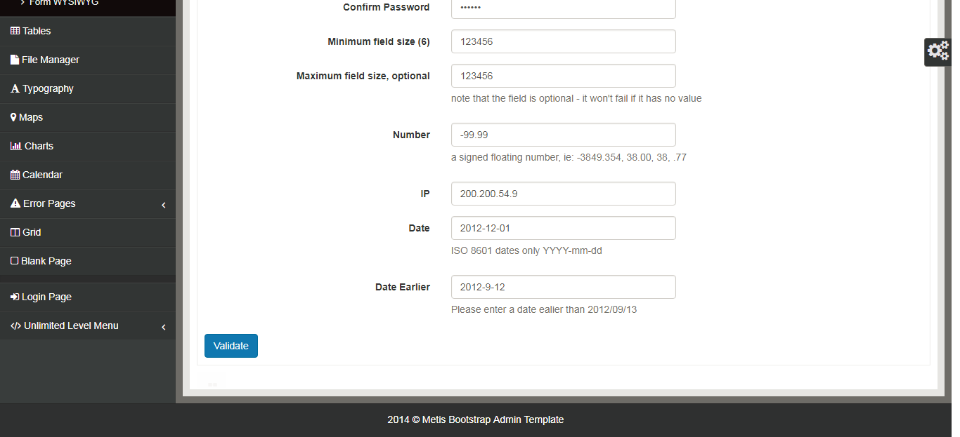 Form WYSIWYG
Tables
File Manager
Typography
Maps
Charts
Calendar
Error Pages
Grid
Blank Page
Login Page
Unlimited Level Menu
Confirm Password ••••••
Minimum field size (6) 123456
Maximum field size, optional 123456
note that the field is optional - it won't fail if it has no value
Number -99.99
a signed floating number, ie: -3849.354, 38.00, 38, .77
IP 200.200.54.9
Date 2012-12-01
ISO 8601 dates only YYYY-mm-dd
Date Earlier 2012-9-12
Please enter a date ealier than 2012/09/13
Validate
2014 © Metis Bootstrap Admin Template